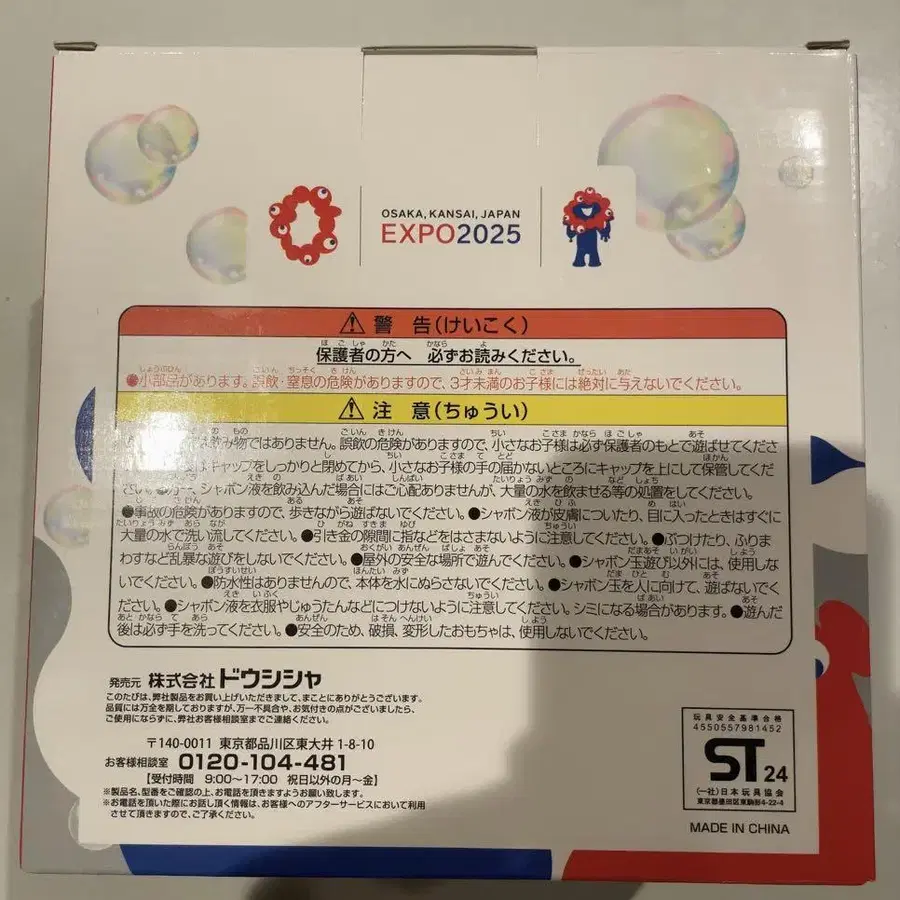 OSAKA, KANSAI, JAPAN
EXPO2025
警 告(けいこく)
保護者の方へ 必ずお読みください。
●小部品があります。誤飲・窒息の危険がありますので、3才未満のお子様には絶対に与えないでください。
注 意(ちゅうい)
飲み物ではありません。誤飲の危険がありますので、小さなお子様は必ず保護者のもとで遊ばせてくださ
キャップをしっかりと閉めてから、小さなお子様の手の届かないところにキャップを上にして保管してくだ
さい。●万一、シャボン液を飲み込んだ場合にはご心配ありませんが、大量の水を飲ませる等の処置をしてください。
●事故の危険がありますので、歩きながら遊ばないでください。●シャボン液が皮膚についたり、目に入ったときはすぐに
大量の水で洗い流してください。●引き金の隙間に指などをはさまないように注意してください。●ぶつけたり、ふりま
わすなど乱暴な遊びをしないでください。●屋外の安全な場所で遊んでください。●シャボン玉遊び以外には、使用しな
いでください。●防水性はありませんので、本体を水にぬらさないでください。●シャボン玉を人に向けて、遊ばないでく
ださい。●シャボン液を衣服やじゅうたんなどにつけないように注意してください。シミになる場合があります。●遊んだ
後は必ず手を洗ってください。●安全のため、破損、変形したおもちゃは、使用しないでください。
発売元 株式会社ドウシシャ
このたびは、弊社製品をお買い上げいただきまして、まことにありがとうございます。
品質には万全を期しておりますが、万一不具合や、お気付きの点がございましたら、
ご使用にならずに、弊社お客様相談室までご連絡ください。
〒140-0011 東京都品川区東大井 1-8-10
お客様相談室 0120-104-481
【受付時間 9:00〜17:00 祝日以外の月〜金】
※製品名、型番をご確認の上、お電話を頂きますようお願い致します。
※お電話を頂いた際にお話し頂く情報は、お客様へのアフターサービスにおいて利用
させて頂きますので、ご了承ください。
玩具安全基準合格
4550557981452
ST 24
(一社)日本玩具協会
東京都墨田区東駒形4-22-4
MADE IN CHINA